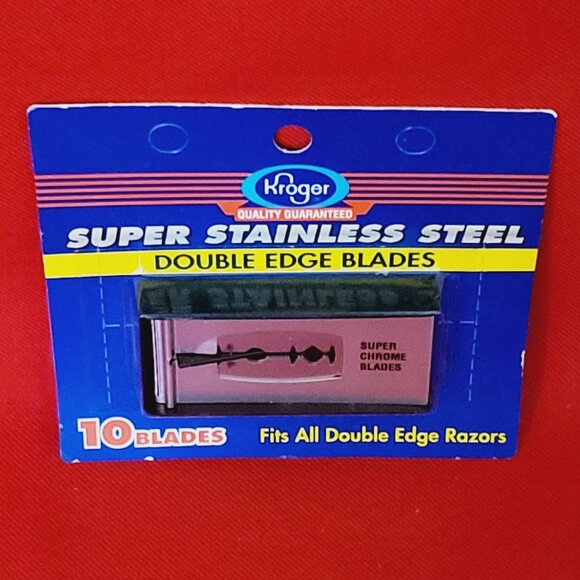 Kroger
QUALITY GUARANTEED
SUPER STAINLESS STEEL
DOUBLE EDGE BLADES
SUPER
CHROME
BLADES
10 BLADES
Fits All Double Edge Razors